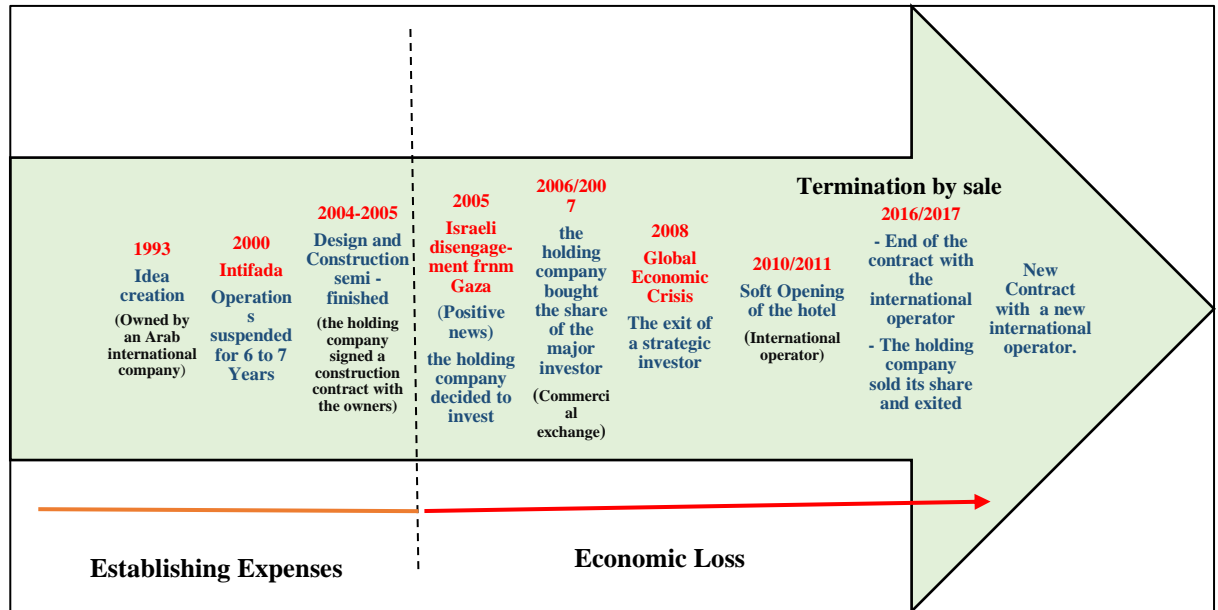 1993
Idea
creation
(Owned by
an Arab
international
company)
2000
Intifada
Operation
s
suspended
for 6 to 7
Years
2004-2005
Design and
Construction
semi -
finished
(the holding
company
signed a
construction
contract with
the owners)
2005
Israeli
disengage-
ment frnm
Gaza
(Positive
news)
the holding
company
decided to
invest
2006/200
7
the
holding
company
bought
the share
of the
major
investor
(Commerci
al
exchange)
2008
Global
Economic
Crisis
The exit of
a strategic
investor
2010/2011
Soft Opening
of the hotel
(International
operator)
Termination by sale
2016/2017
- End of the
contract with
the
international
operator
- The holding
company
sold its share
and exited
New
Contract
with  a new
international
operator.
Establishing Expenses
Economic Loss